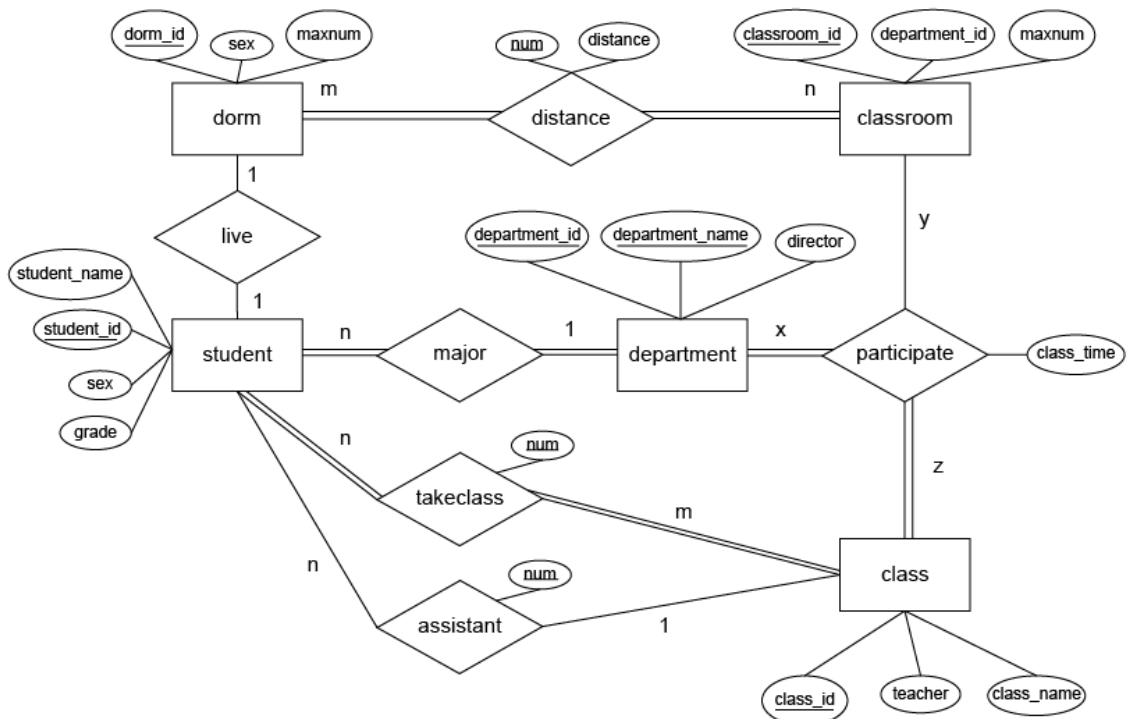 dorm_id
sex
maxnum
num
distance
classroom_id
department_id
maxnum
dorm
m
distance
n
classroom
1
live
y
department_id
department_name
director
student_name
student_id
sex
grade
1
student
n
major
1
department
x
participate
class_time
n
num
takeclass
m
z
n
num
assistant
1
class
class_id
teacher
class_name